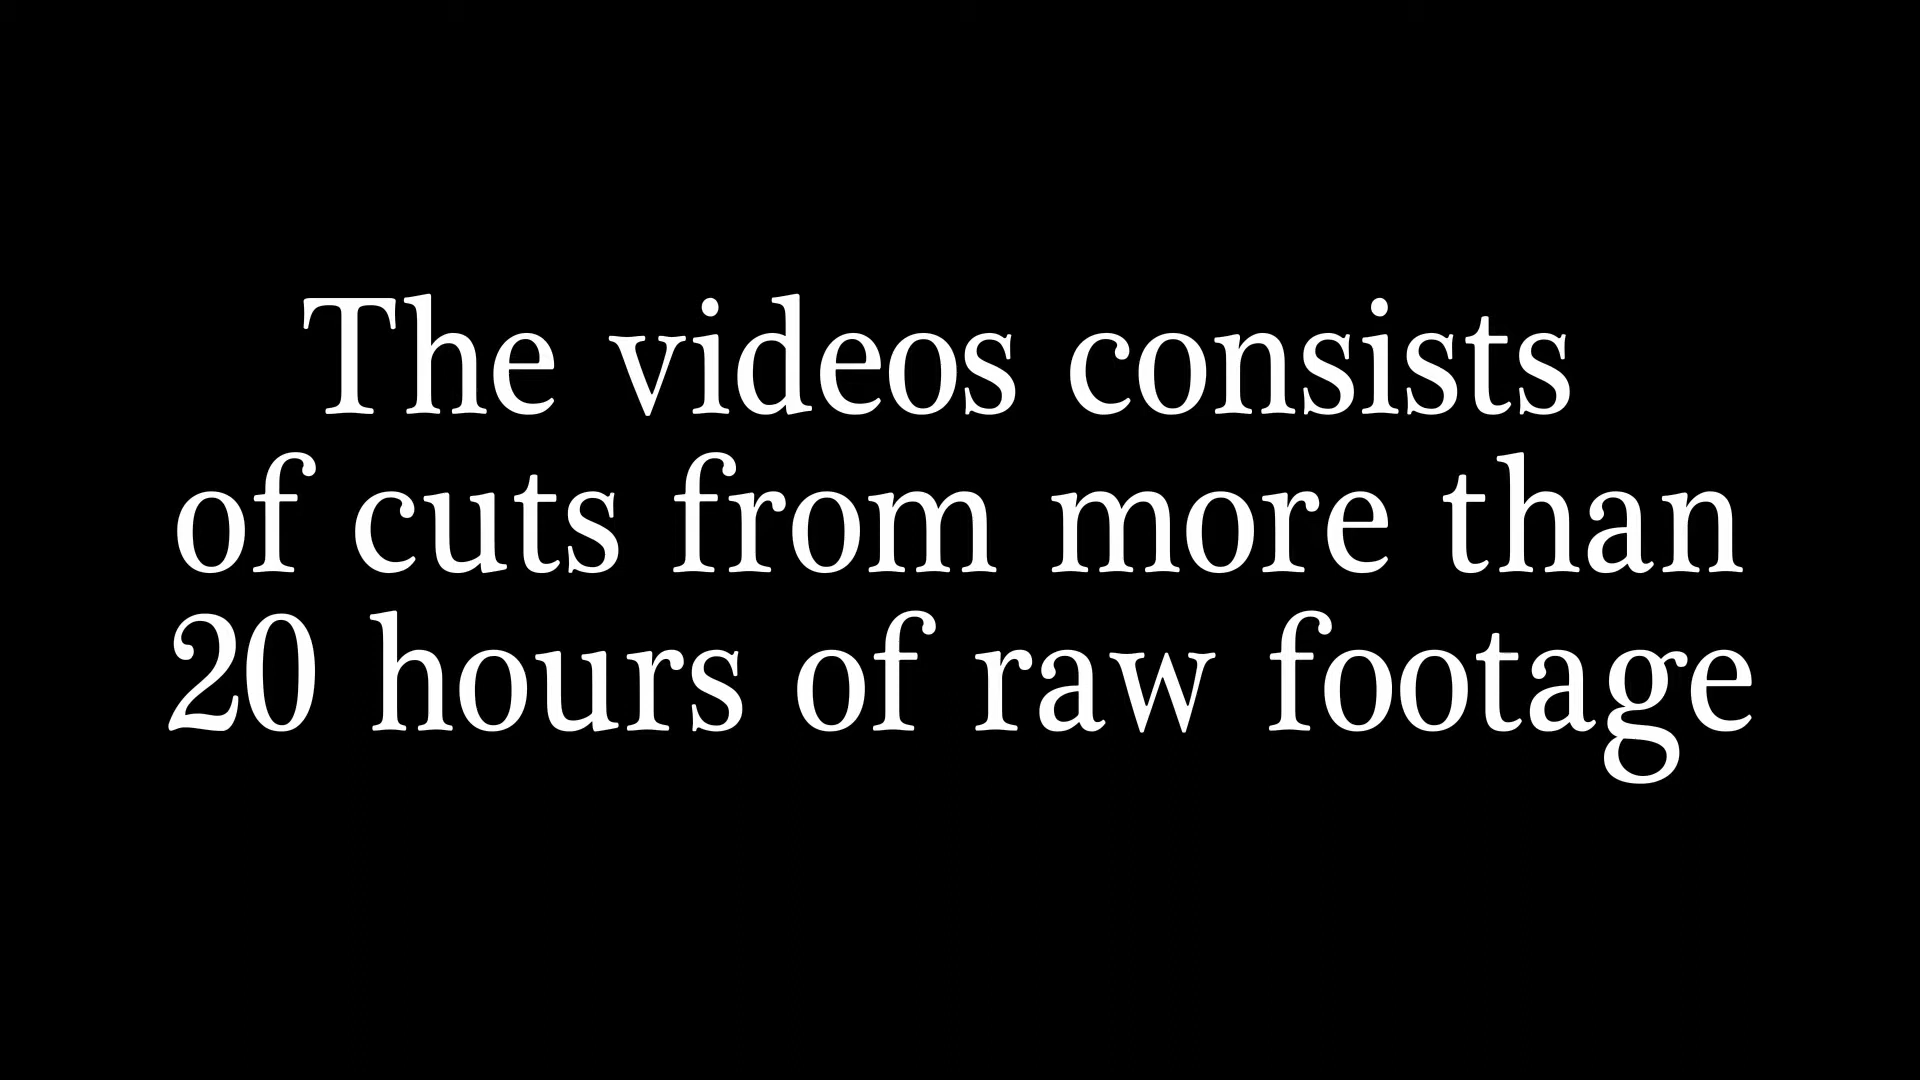 The videos consists
of cuts from more than
20 hours of raw footage